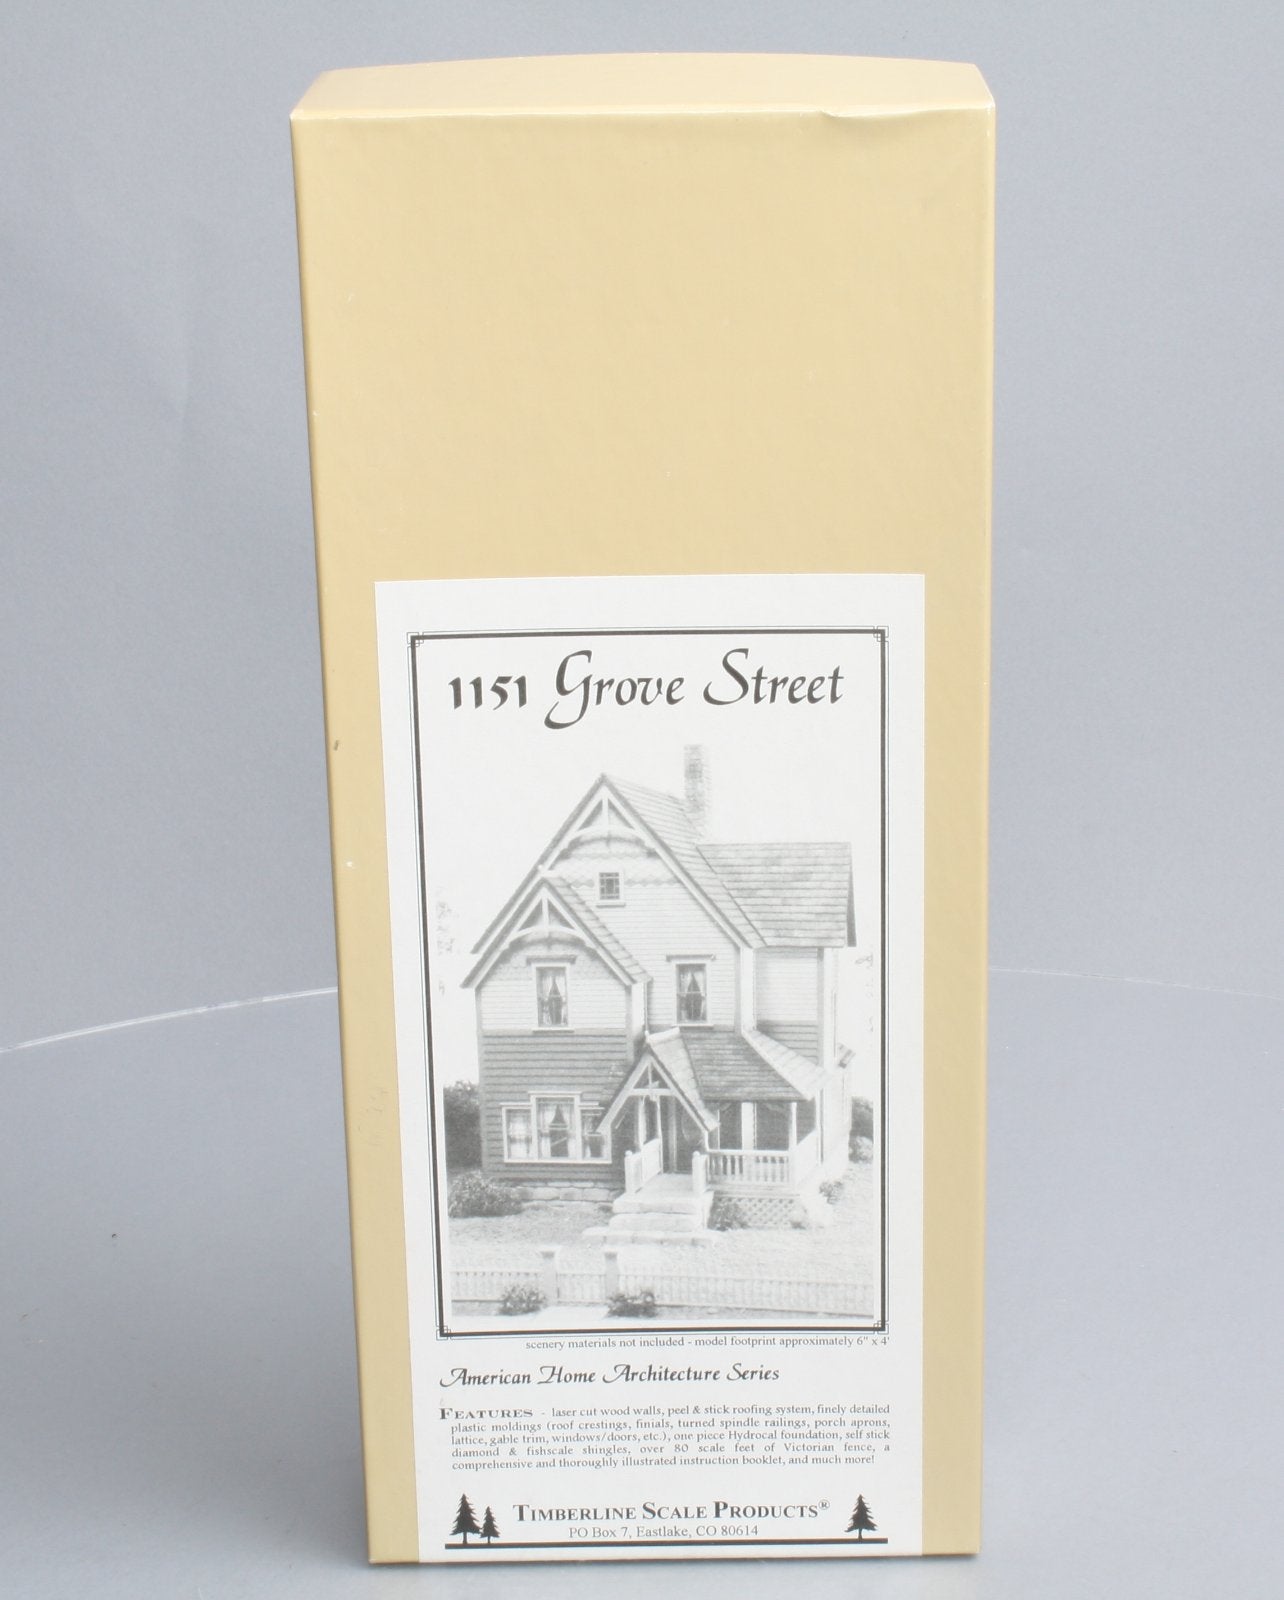 1151 Grove Street
scenery materials not included - model footprint approximately 6" x 4'
American Home Architecture Series
FEATURES - laser cut wood walls, peel & stick roofing system, finely detailed
plastic moldings (roof crestings, finials, turned spindle railings, porch aprons,
lattice, gable trim, windows/doors, etc.), one piece Hydrocal foundation, self stick
diamond & fishscale shingles, over 80 scale feet of Victorian fence, a
comprehensive and thoroughly illustrated instruction booklet, and much more!
TIMBERLINE SCALE PRODUCTS®
PO Box 7, Eastlake, CO 80614